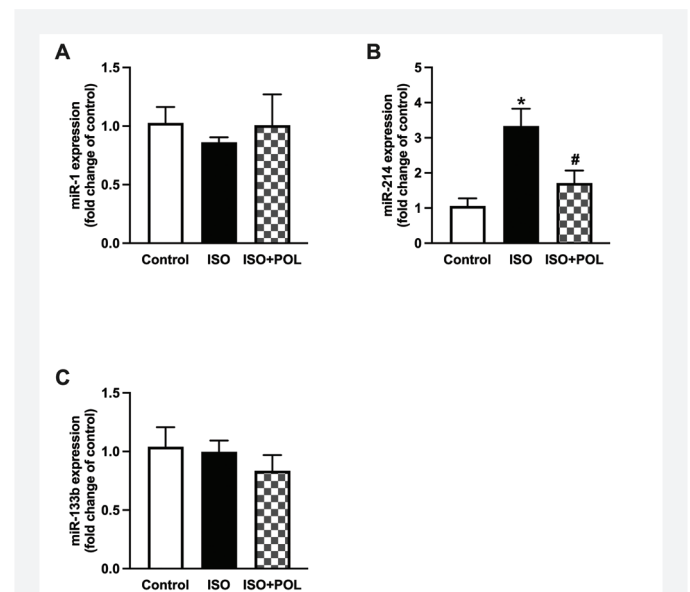 A
miR-1 expression
(fold change of control)
1.5
1.0
0.5
0.0
Control ISO ISO+POL
B
miR-214 expression
(fold change of control)
5
4
3
2
1
0
*
#
Control ISO ISO+POL
C
miR-133b expression
(fold change of control)
1.5
1.0
0.5
0.0
Control ISO ISO+POL